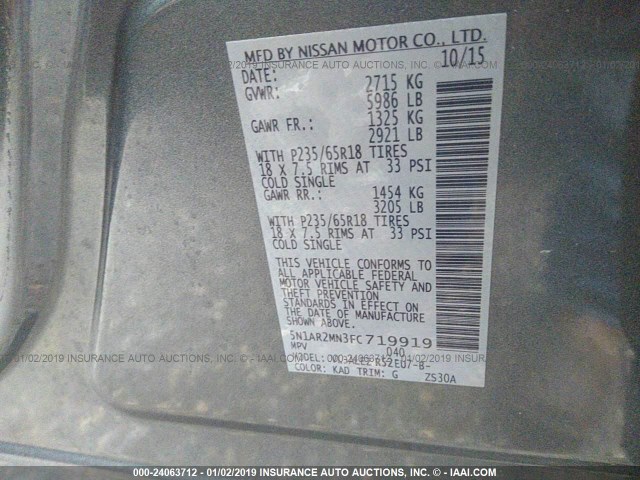 MFD BY NISSAN MOTOR CO., LTD.
DATE: 10/15
GVWR: 2715 KG
5986 LB
GAWR FR.: 1325 KG
2921 LB
WITH P235/65R18 TIRES
18 X 7.5 RIMS AT 33 PSI
COLD SINGLE
GAWR RR.: 1454 KG
3205 LB
WITH P235/65R18 TIRES
18 X 7.5 RIMS AT 33 PSI
COLD SINGLE
THIS VEHICLE CONFORMS TO
ALL APPLICABLE FEDERAL
MOTOR VEHICLE SAFETY AND
THEFT PREVENTION
STANDARDS IN EFFECT ON
THE DATE OF MANUFACTURE
SHOWN ABOVE.
5N1AR2MN3FC719919
MPV 040
MODEL:
COLOR: KAD TRIM: G ZS30A
000-24063712 - 01/02/2019 INSURANCE AUTO AUCTIONS, INC. - © IAAI.COM